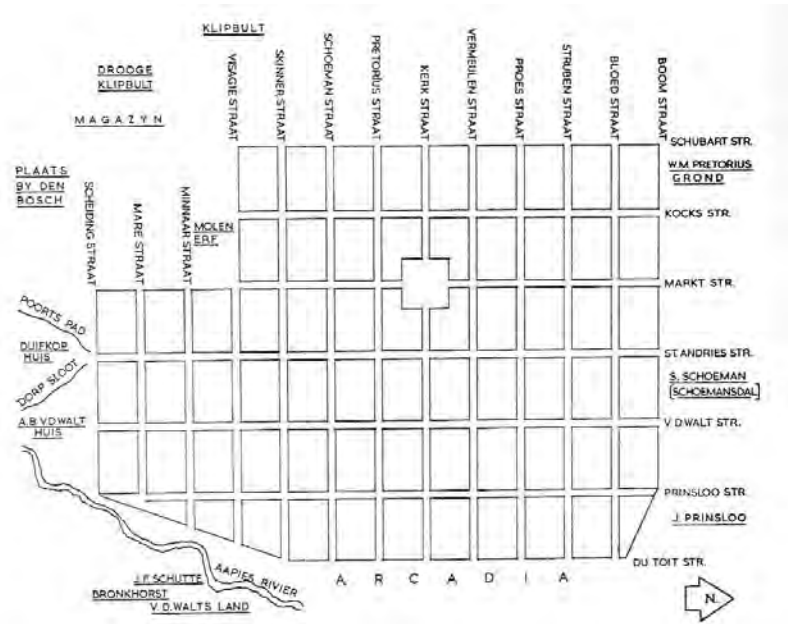 KLIPBULT
DROOGE
KLIPBULT
MAGAZYN
VISAGIE STRAAT
SKINNER STRAAT
SCHOEMAN STRAAT
PRETORIUS STRAAT
KERK STRAAT
VERMEULEN STRAAT
PROES STRAAT
STRUBEN STRAAT
BLOED STRAAT
BOOM STRAAT
SCHUBART STR.
W.M. PRETORIUS
GROND
PLAATS
BY DEN
BOSCH
SCHEIDING STRAAT
MARE STRAAT
MINNAAR STRAAT
MOLEN
ERF
KOCKS STR.
MARKT STR.
POORTS PAD
DUIFKOP
HUIS
DORP SLOOT
ST ANDRIES STR.
S. SCHOEMAN
[SCHOEMANSDAL]
A.B. V.D WALT
HUIS
V D.WALT STR.
PRINSLOO STR.
J. PRINSLOO
DU TOIT STR.
AAPIES RIVIER
J.F. SCHUTTE
BRONKHORST
V. D. WALTS LAND
A R C A D I A
N.